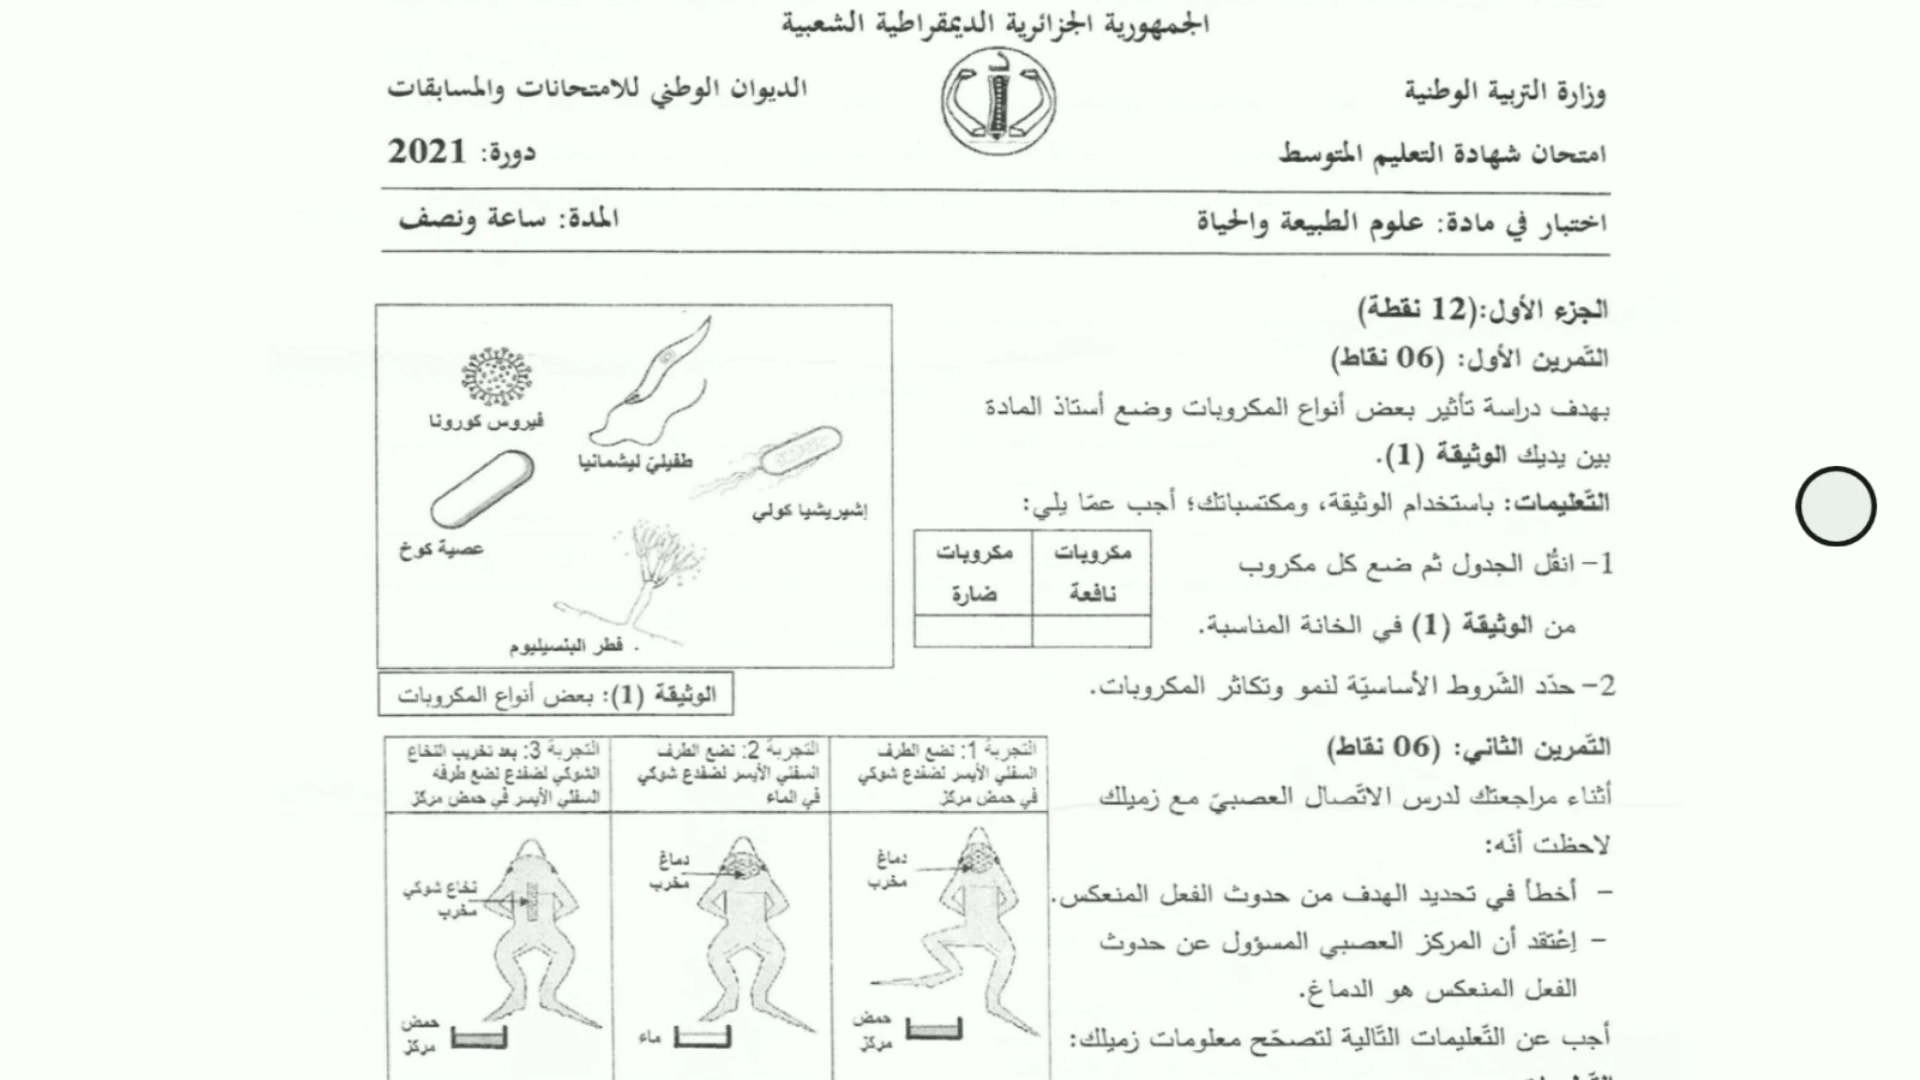 الجمهورية الجزائرية الديمقراطية الشعبية
وزارة التربية الوطنية
الديوان الوطني للامتحانات والمسابقات
امتحان شهادة التعليم المتوسط
دورة: 2021
اختبار في مادة: علوم الطبيعة والحياة
المدة: ساعة ونصف
الجزء الأول:(12 نقطة)
التّمرين الأول: (06 نقاط)
بهدف دراسة تأثير بعض أنواع المكروبات وضع أستاذ المادة
بين يديك الوثيقة (1).
التّعليمات: باستخدام الوثيقة، ومكتسباتك؛ أجب عمّا يلي:
1- انقُل الجدول ثم ضع كل مكروب
من الوثيقة (1) في الخانة المناسبة.
مكروبات نافعة
مكروبات ضارة
2- حدّد الشّروط الأساسيّة لنمو وتكاثر المكروبات.
فيروس كورونا
طفيليّ ليشمانيا
إشيريشيا كولي
عصية كوخ
فطر البنسيليوم .
الوثيقة (1): بعض أنواع المكروبات
التّمرين الثاني: (06 نقاط)
أثناء مراجعتك لدرس الاتّصال العصبيّ مع زميلك
لاحظت أنّه:
- أخطأ في تحديد الهدف من حدوث الفعل المنعكس.
- إعْتقد أن المركز العصبي المسؤول عن حدوث
الفعل المنعكس هو الدماغ.
أجب عن التّعليمات التّالية لتصحّح معلومات زميلك:
التجربة 1: نضع الطرف
السفلي الأيسر لضفدع شوكي
في حمض مركز
دماغ
مخرب
حمض
مركز
التجربة 2: نضع الطرف
السفلي الأيسر لضفدع شوكي
في الماء
دماغ
مخرب
ماء
التجربة 3: بعد تخريب النخاع
الشوكي لضفدع نضع طرفه
السفلي الأيسر في حمض مركز
نخاع شوكي
مخرب
حمض
مركز